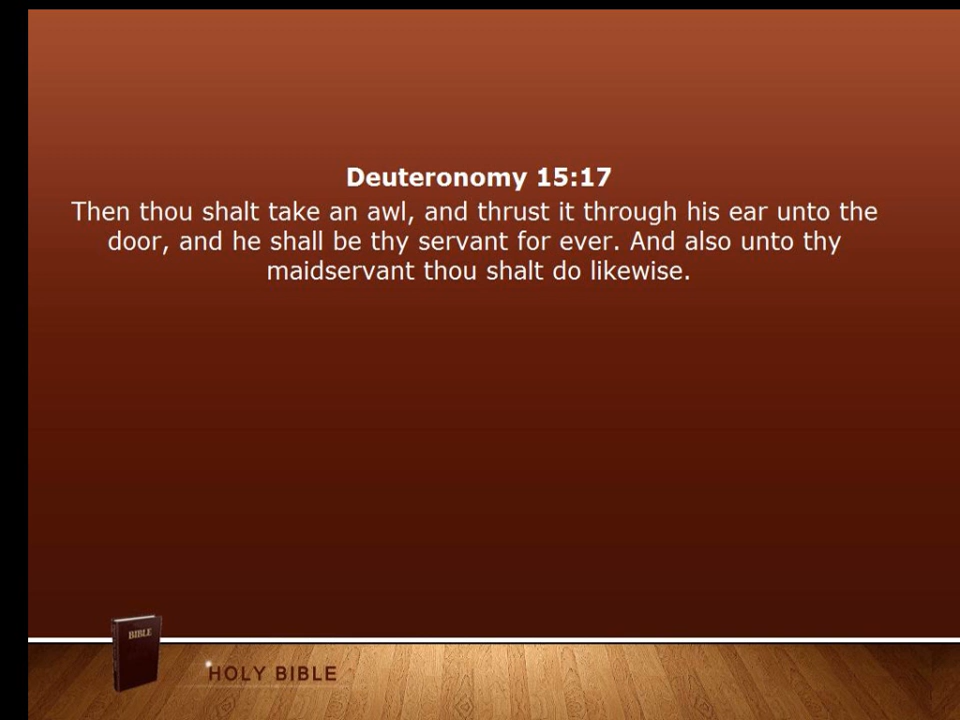 Deuteronomy 15:17
Then thou shalt take an awl, and thrust it through his ear unto the
door, and he shall be thy servant for ever. And also unto thy
maidservant thou shalt do likewise.
BIBLE
HOLY BIBLE